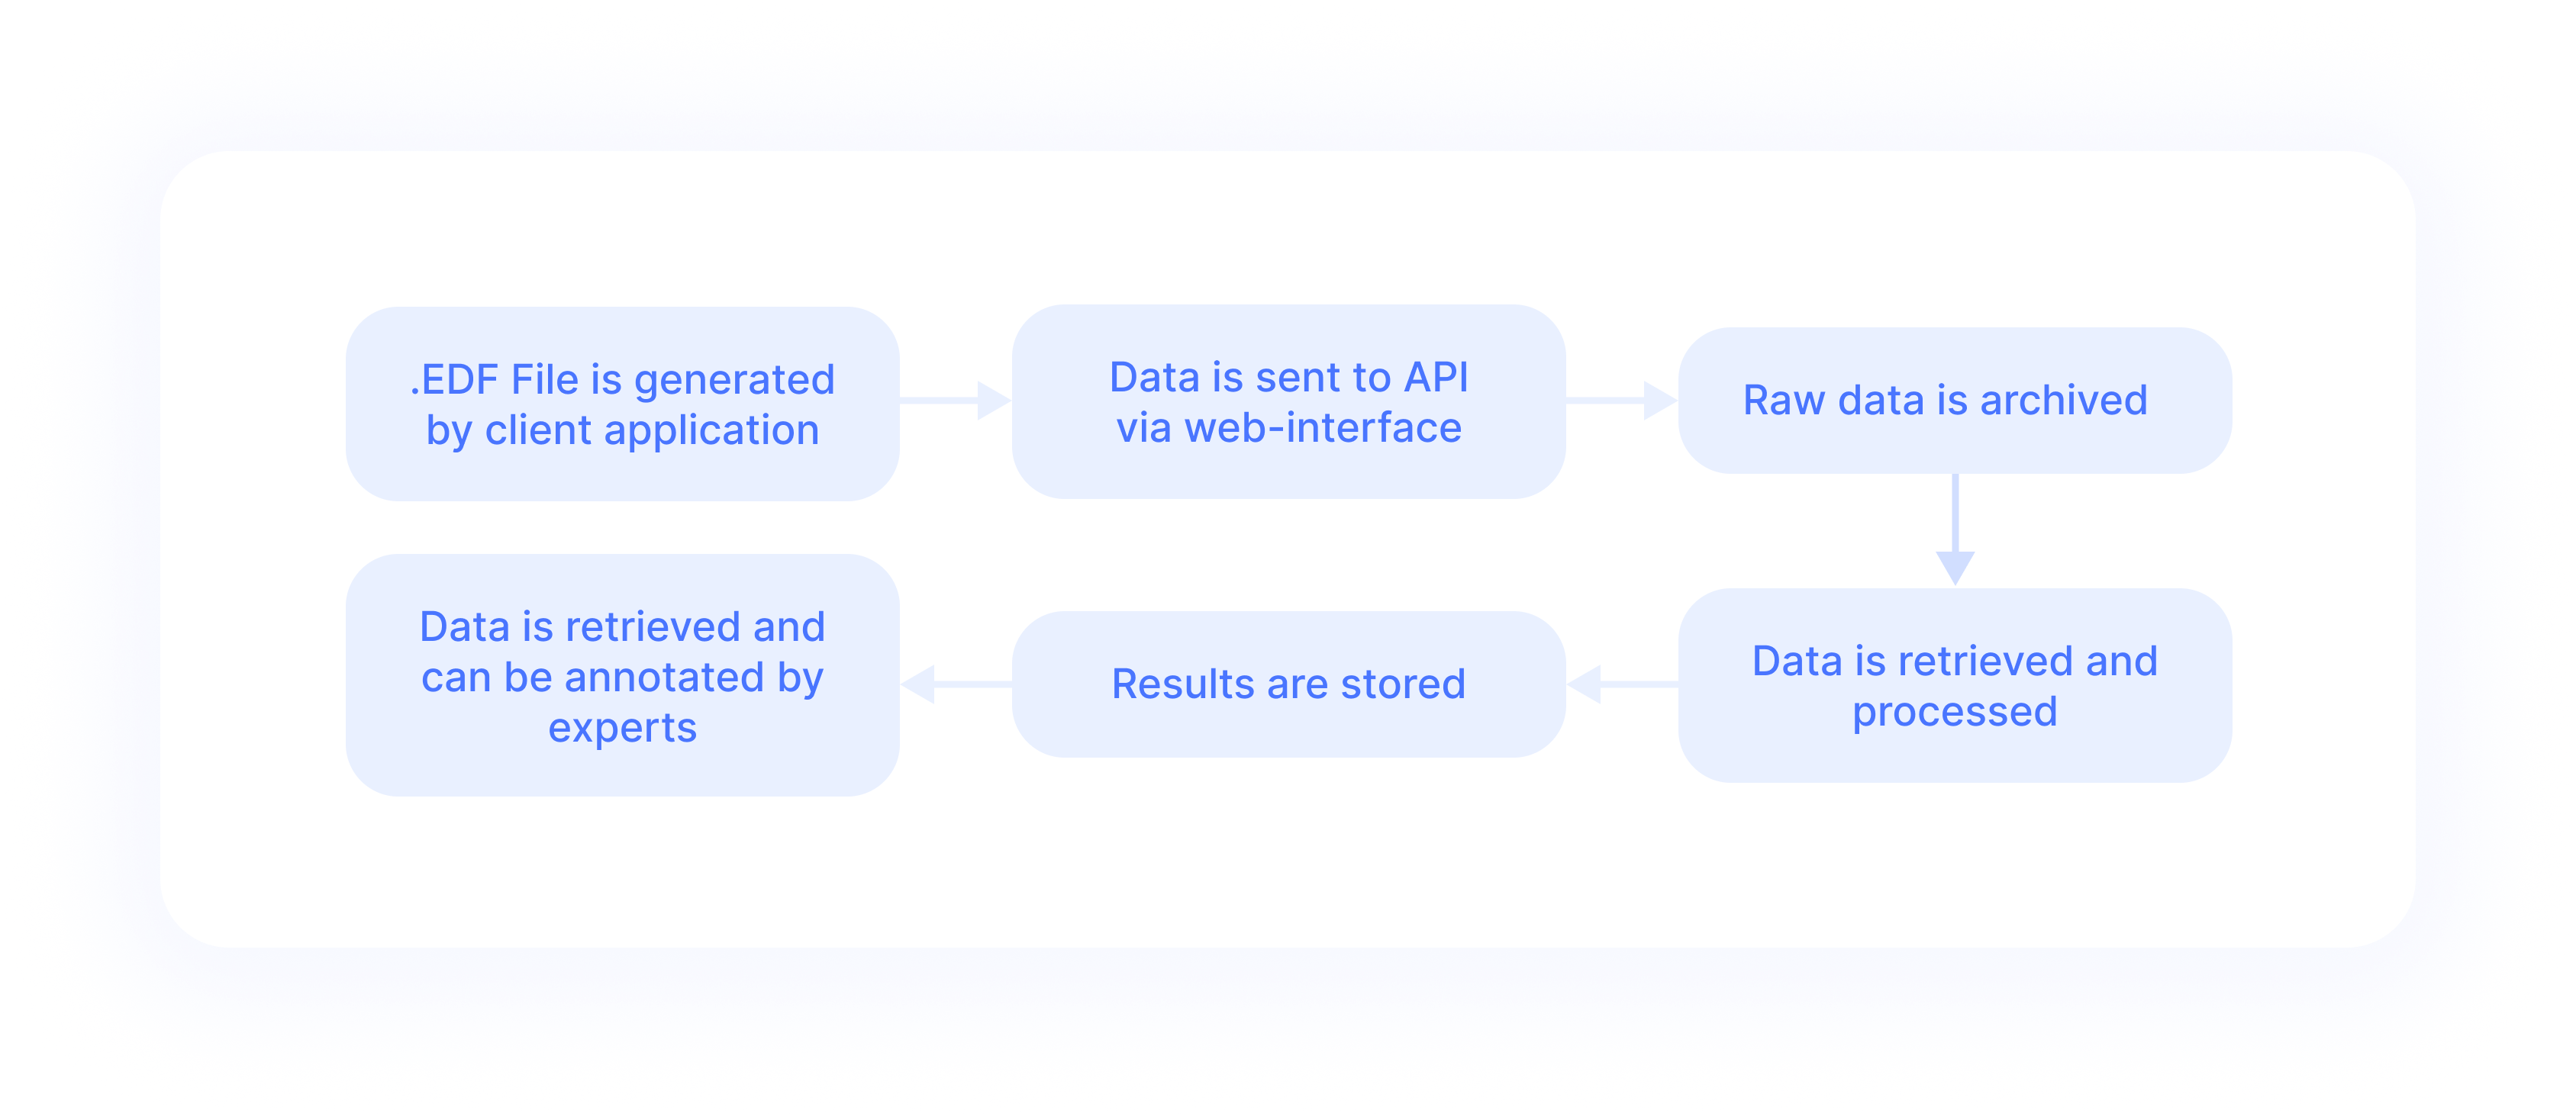 .EDF File is generated
by client application
Data is sent to API
via web-interface
Raw data is archived
Data is retrieved and
processed
Results are stored
Data is retrieved and
can be annotated by
experts